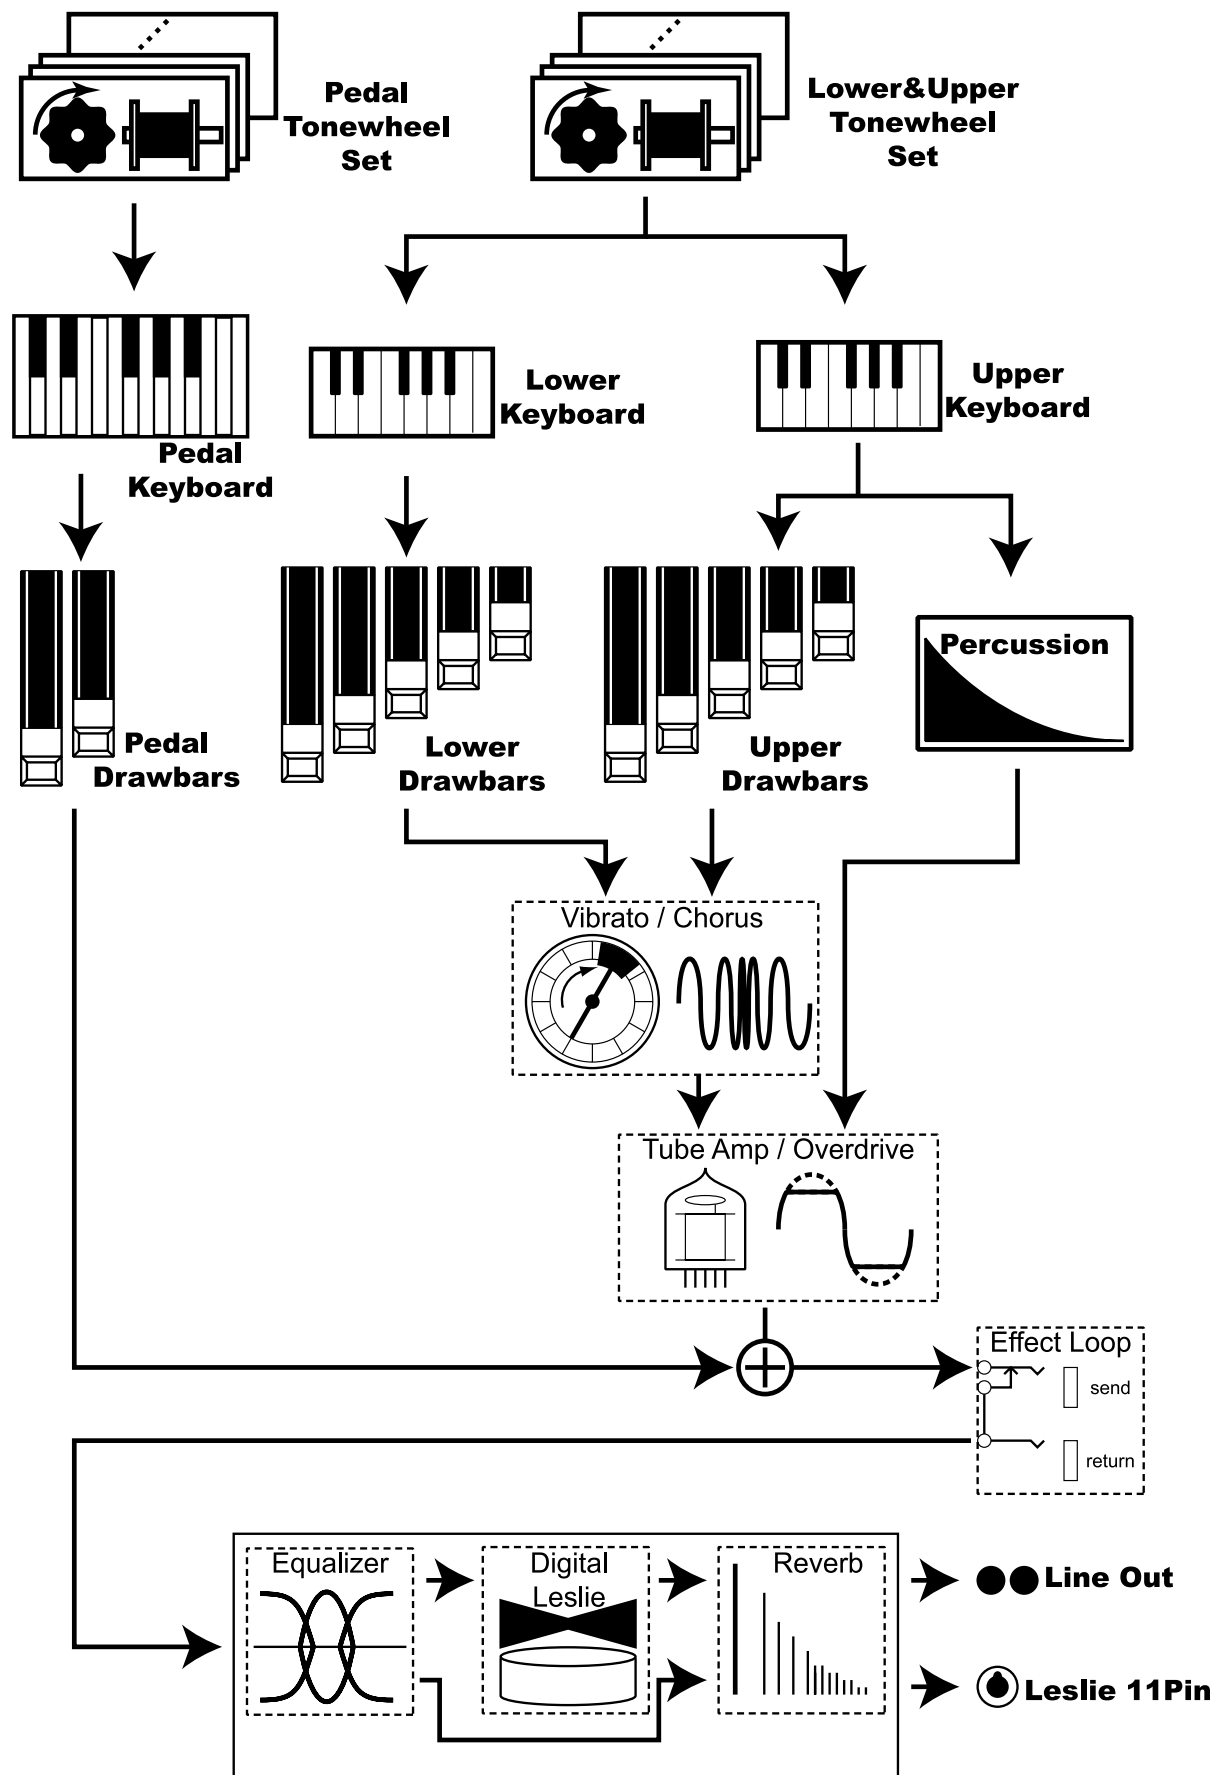 Pedal
Tonewheel
Set
Lower&Upper
Tonewheel
Set
Pedal
Keyboard
Lower
Keyboard
Upper
Keyboard
Pedal
Drawbars
Lower
Drawbars
Upper
Drawbars
Percussion
Vibrato / Chorus
Tube Amp / Overdrive
Effect Loop
send
return
Equalizer
Digital
Leslie
Reverb
Line Out
Leslie 11Pin